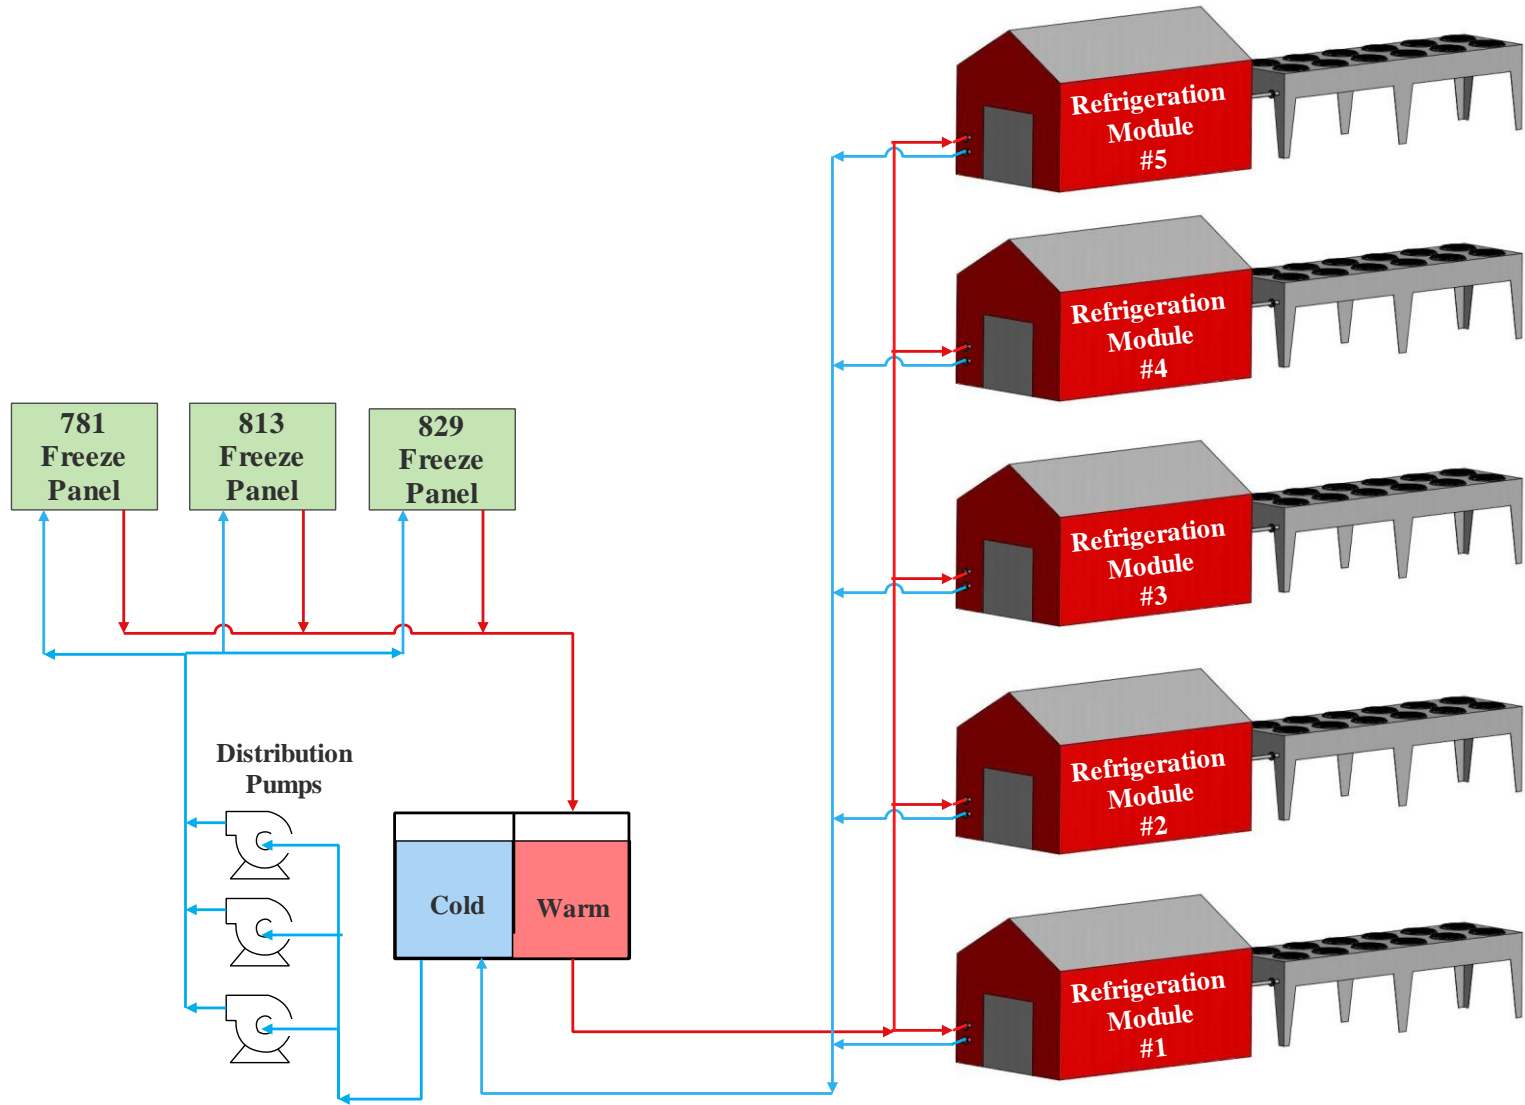 Refrigeration
Module
#5
Refrigeration
Module
#4
781
Freeze
Panel
813
Freeze
Panel
829
Freeze
Panel
Refrigeration
Module
#3
Distribution
Pumps
Refrigeration
Module
#2
Cold
Warm
Refrigeration
Module
#1